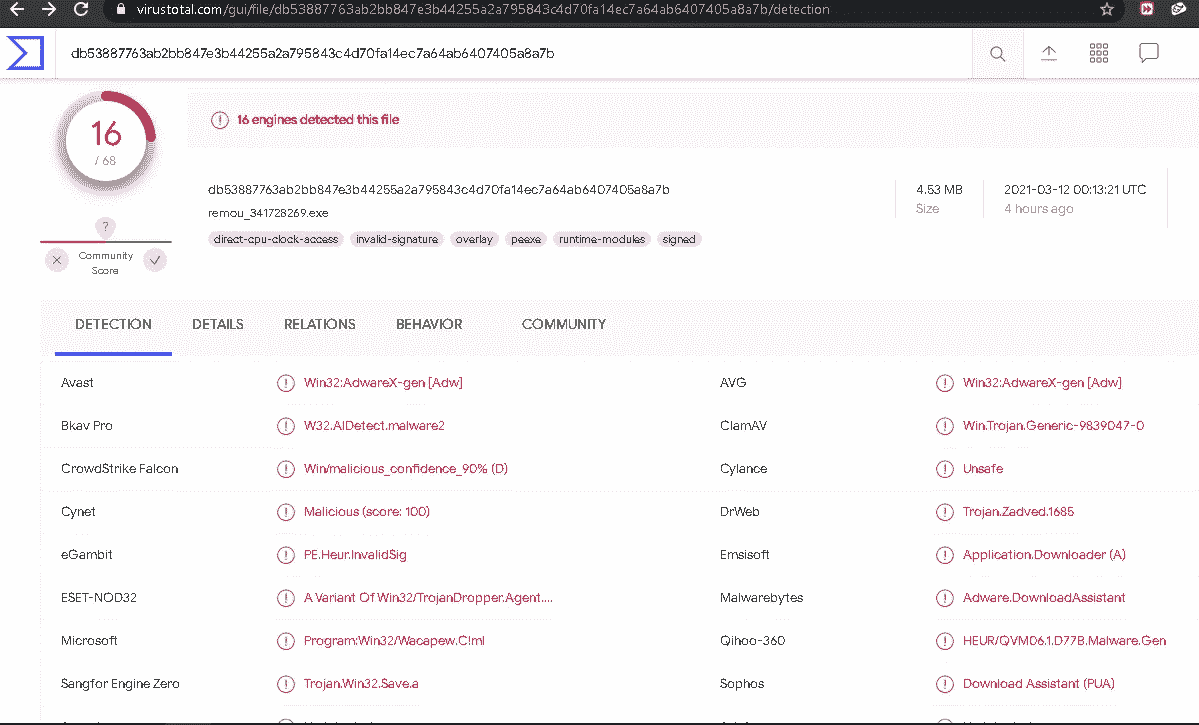 virustotal.com/gui/file/db53887763ab2bb847e3b44255a2a795843c4d70fa14ec7a64ab6407405a8a7b/detection
db53887763ab2bb847e3b44255a2a795843c4d70fa14ec7a64ab6407405a8a7b
16
/ 68
16 engines detected this file
db53887763ab2bb847e3b44255a2a795843c4d70fa14ec7a64ab6407405a8a7b
remou_341728269.exe
4.53 MB
Size
2021-03-12 00:13:21 UTC
4 hours ago
direct-cpu-clock-access invalid-signature overlay peexe runtime-modules signed
?
Community
Score
DETECTION DETAILS RELATIONS BEHAVIOR COMMUNITY
Avast Win32:AdwareX-gen [Adw] AVG Win32:AdwareX-gen [Adw]
Bkav Pro W32.AIDetect.malware2 ClamAV Win.Trojan.Generic-9839047-0
CrowdStrike Falcon Win/malicious_confidence_90% (D) Cylance Unsafe
Cynet Malicious (score: 100) DrWeb Trojan.Zadved.1685
eGambit PE.Heur.InvalidSig Emsisoft Application.Downloader (A)
ESET-NOD32 A Variant Of Win32/TrojanDropper.Agent.... Malwarebytes Adware.DownloadAssistant
Microsoft Program:Win32/Wacapew.C!ml Qihoo-360 HEUR/QVM06.1.D77B.Malware.Gen
Sangfor Engine Zero Trojan.Win32.Save.a Sophos Download Assistant (PUA)